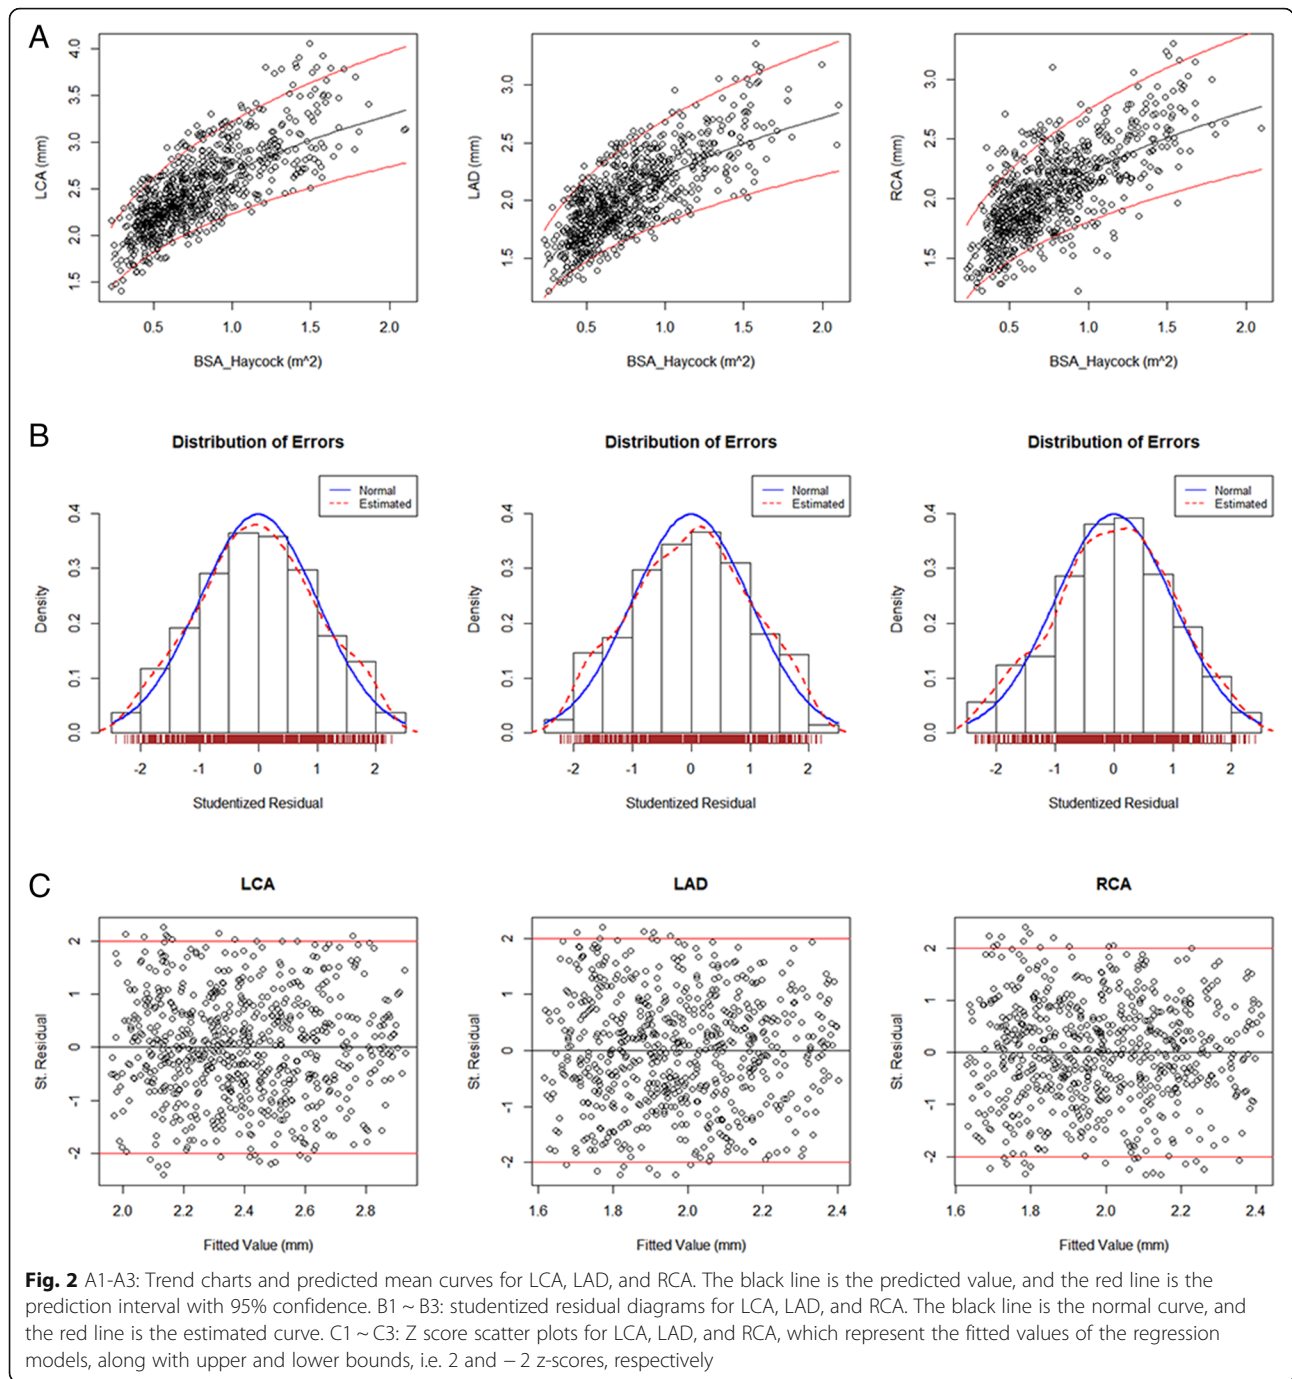 A
LCA (mm)
4.0
3.5
3.0
2.5
2.0
1.5
0.5 1.0 1.5 2.0
BSA_Haycock (m^2)
LAD (mm)
3.0
2.5
2.0
1.5
0.5 1.0 1.5 2.0
BSA_Haycock (m^2)
RCA (mm)
3.0
2.5
2.0
1.5
0.5 1.0 1.5 2.0
BSA_Haycock (m^2)
B
Distribution of Errors
Normal
Estimated
Density
0.4
0.3
0.2
0.1
0.0
-2 -1 0 1 2
Studentized Residual
Distribution of Errors
Normal
Estimated
Density
0.4
0.3
0.2
0.1
0.0
-2 -1 0 1 2
Studentized Residual
Distribution of Errors
Normal
Estimated
Density
0.4
0.3
0.2
0.1
0.0
-2 -1 0 1 2
Studentized Residual
C
LCA
St. Residual
2
1
0
-1
-2
2.0 2.2 2.4 2.6 2.8
Fitted Value (mm)
LAD
St. Residual
2
1
0
-1
-2
1.6 1.8 2.0 2.2 2.4
Fitted Value (mm)
RCA
St. Residual
2
1
0
-1
-2
1.6 1.8 2.0 2.2 2.4
Fitted Value (mm)
Fig. 2 A1-A3: Trend charts and predicted mean curves for LCA, LAD, and RCA. The black line is the predicted value, and the red line is the
prediction interval with 95% confidence. B1 ~ B3: studentized residual diagrams for LCA, LAD, and RCA. The black line is the normal curve, and
the red line is the estimated curve. C1 ~ C3: Z score scatter plots for LCA, LAD, and RCA, which represent the fitted values of the regression
models, along with upper and lower bounds, i.e. 2 and − 2 z-scores, respectively